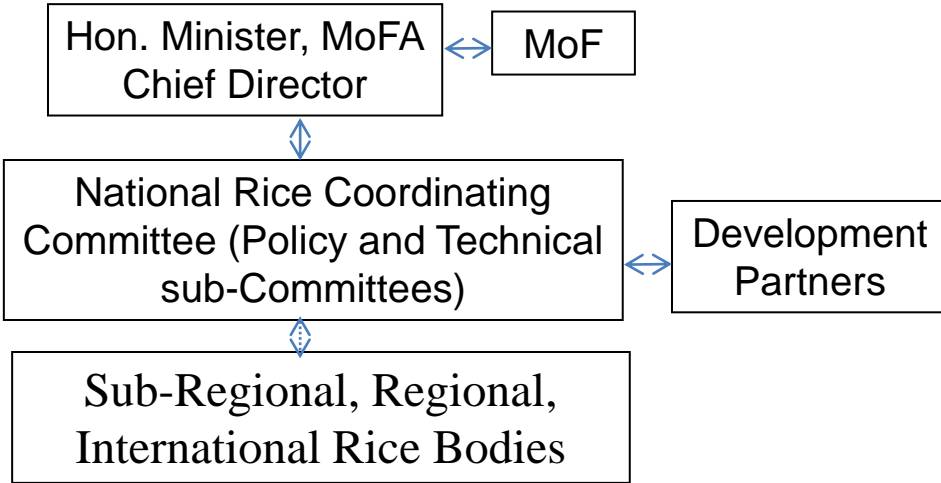 Hon. Minister, MoFA
Chief Director
MoF
National Rice Coordinating
Committee (Policy and Technical
sub-Committees)
Development
Partners
Sub-Regional, Regional,
International Rice Bodies